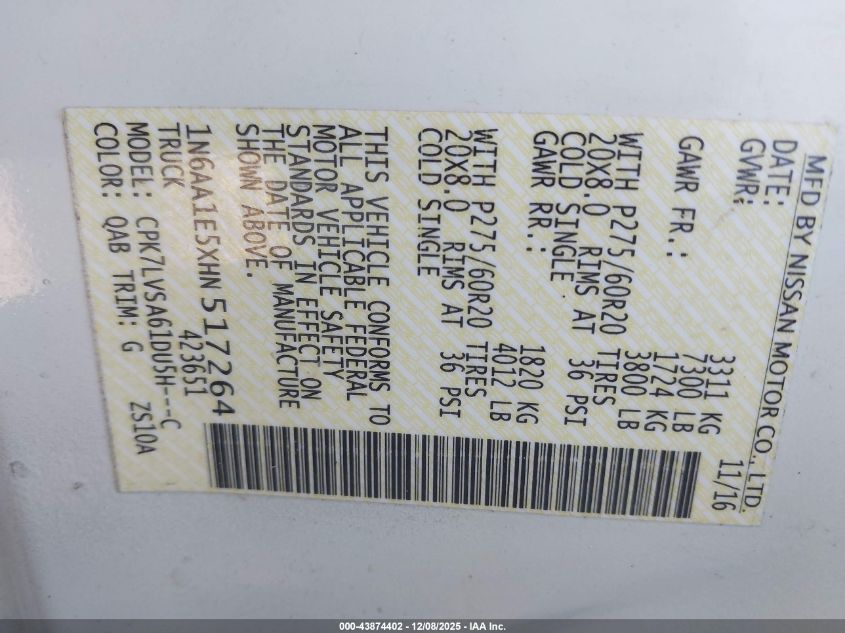 MFD BY NISSAN MOTOR CO., LTD.
DATE: 11/16
GVWR: 3311 KG
7300 LB
GAWR FR.: 1724 KG
3800 LB
WITH P275/60R20 TIRES
20X8.0 RIMS AT 36 PSI
COLD SINGLE
GAWR RR.: 1820 KG
4012 LB
WITH P275/60R20 TIRES
20X8.0 RIMS AT 36 PSI
COLD SINGLE
THIS VEHICLE CONFORMS TO
ALL APPLICABLE FEDERAL
MOTOR VEHICLE SAFETY
STANDARDS IN EFFECT ON
THE DATE OF MANUFACTURE
SHOWN ABOVE.
1N6AA1E5XHN517264
TRUCK 423651
MODEL: CPK7LVSA61DU5H---C
COLOR: QAB TRIM: G ZS10A
000-43874402 - 12/08/2025 - IAA Inc.